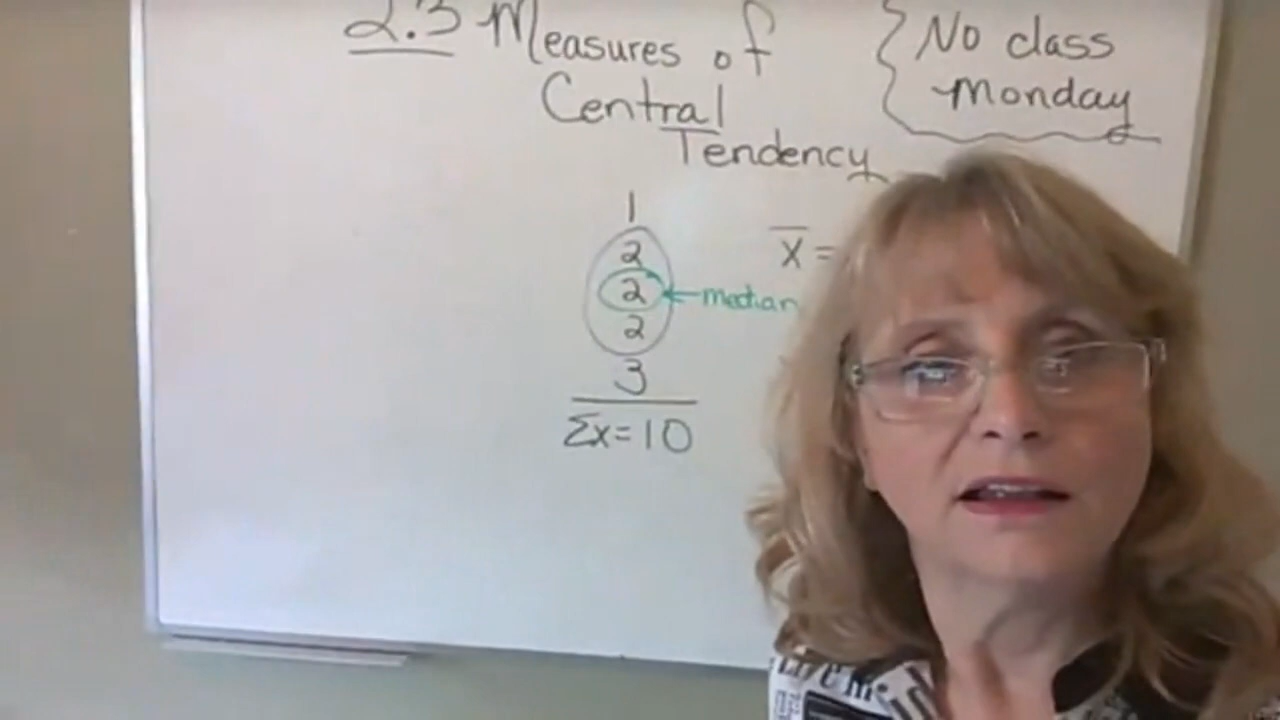 2.3 Measures of
Central
Tendency
No class
Monday
1
2
2 ← median
2
3
Σx=10
x̄ =